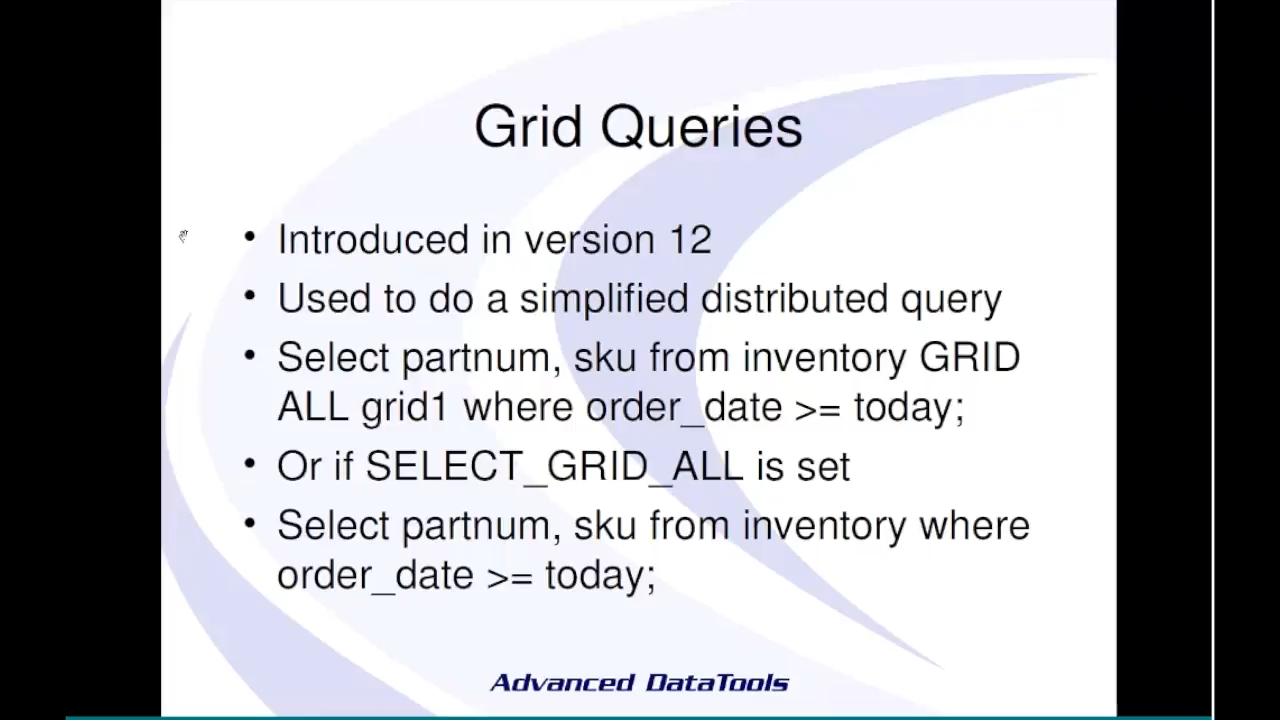 Grid Queries
• Introduced in version 12
• Used to do a simplified distributed query
• Select partnum, sku from inventory GRID
ALL grid1 where order_date >= today;
• Or if SELECT_GRID_ALL is set
• Select partnum, sku from inventory where
order_date >= today;
Advanced DataTools